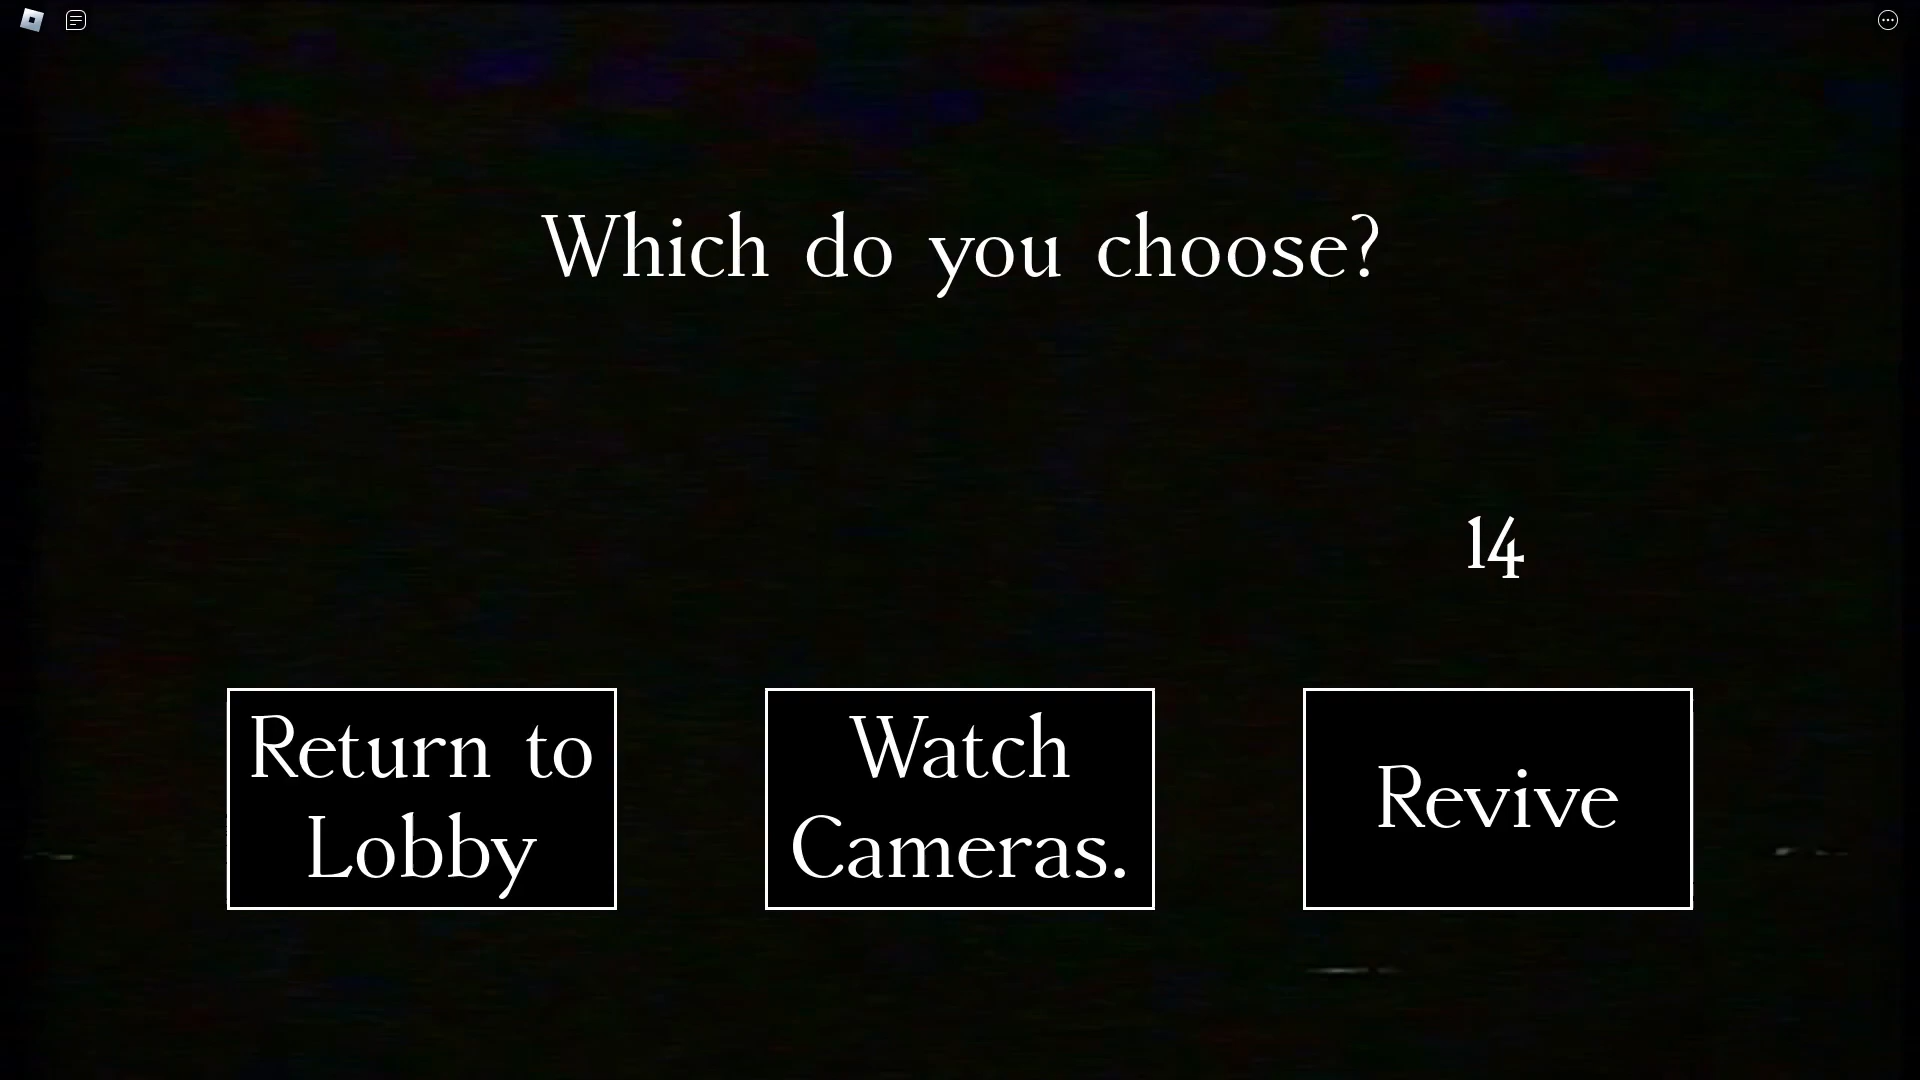 Which do you choose?
14
Return to
Lobby
Watch
Cameras.
Revive